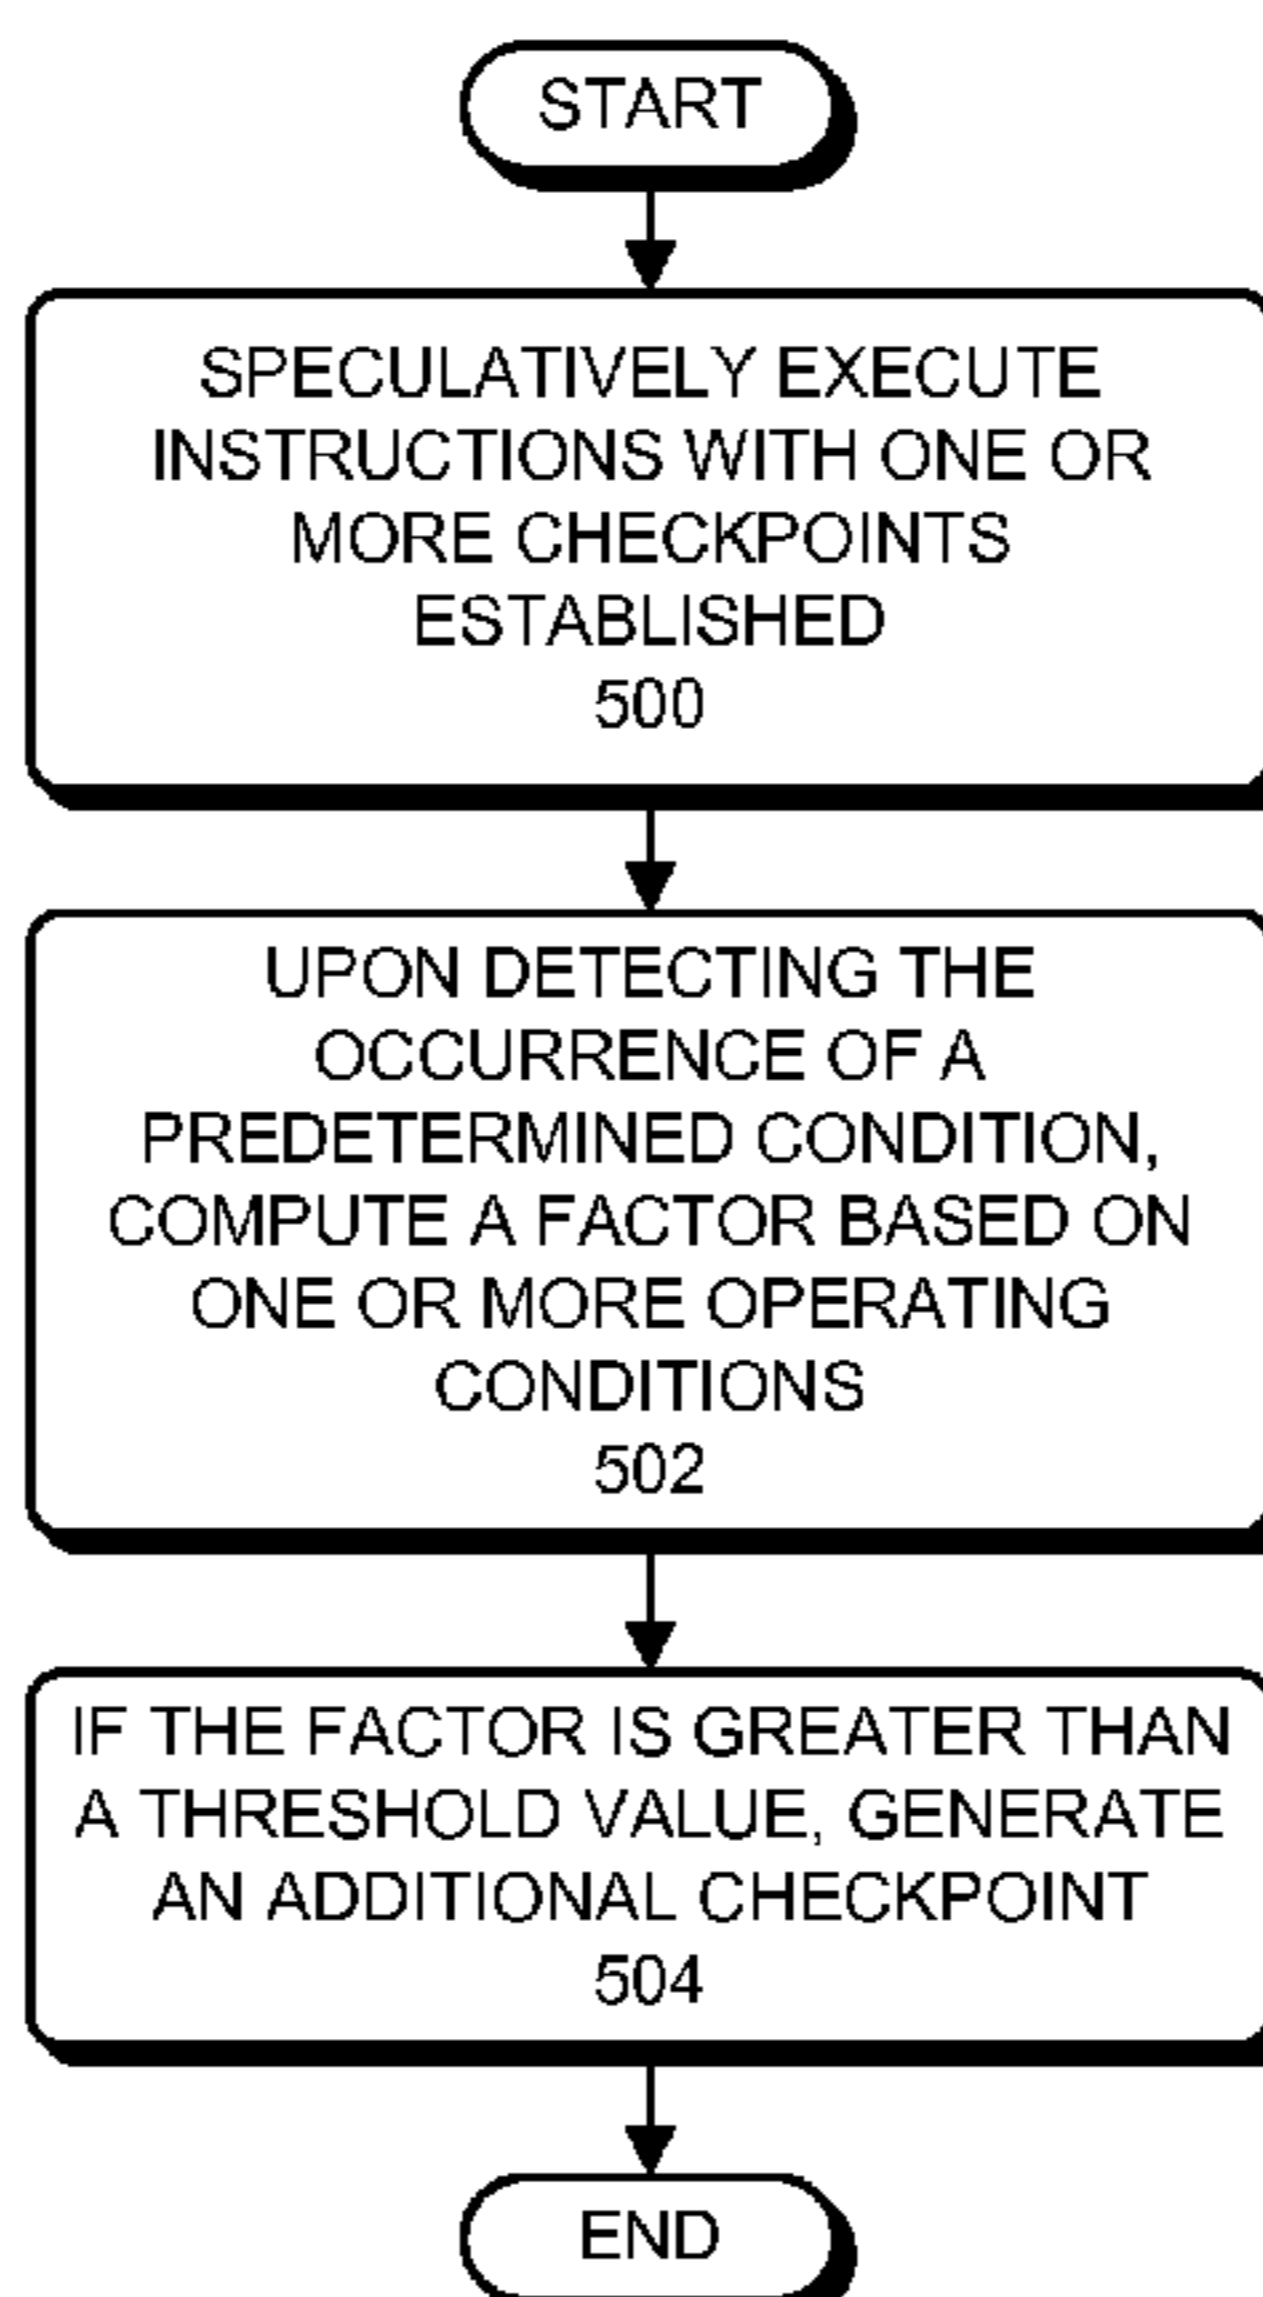 START
SPECULATIVELY EXECUTE
INSTRUCTIONS WITH ONE OR
MORE CHECKPOINTS
ESTABLISHED
500
UPON DETECTING THE
OCCURRENCE OF A
PREDETERMINED CONDITION,
COMPUTE A FACTOR BASED ON
ONE OR MORE OPERATING
CONDITIONS
502
IF THE FACTOR IS GREATER THAN
A THRESHOLD VALUE, GENERATE
AN ADDITIONAL CHECKPOINT
504
END